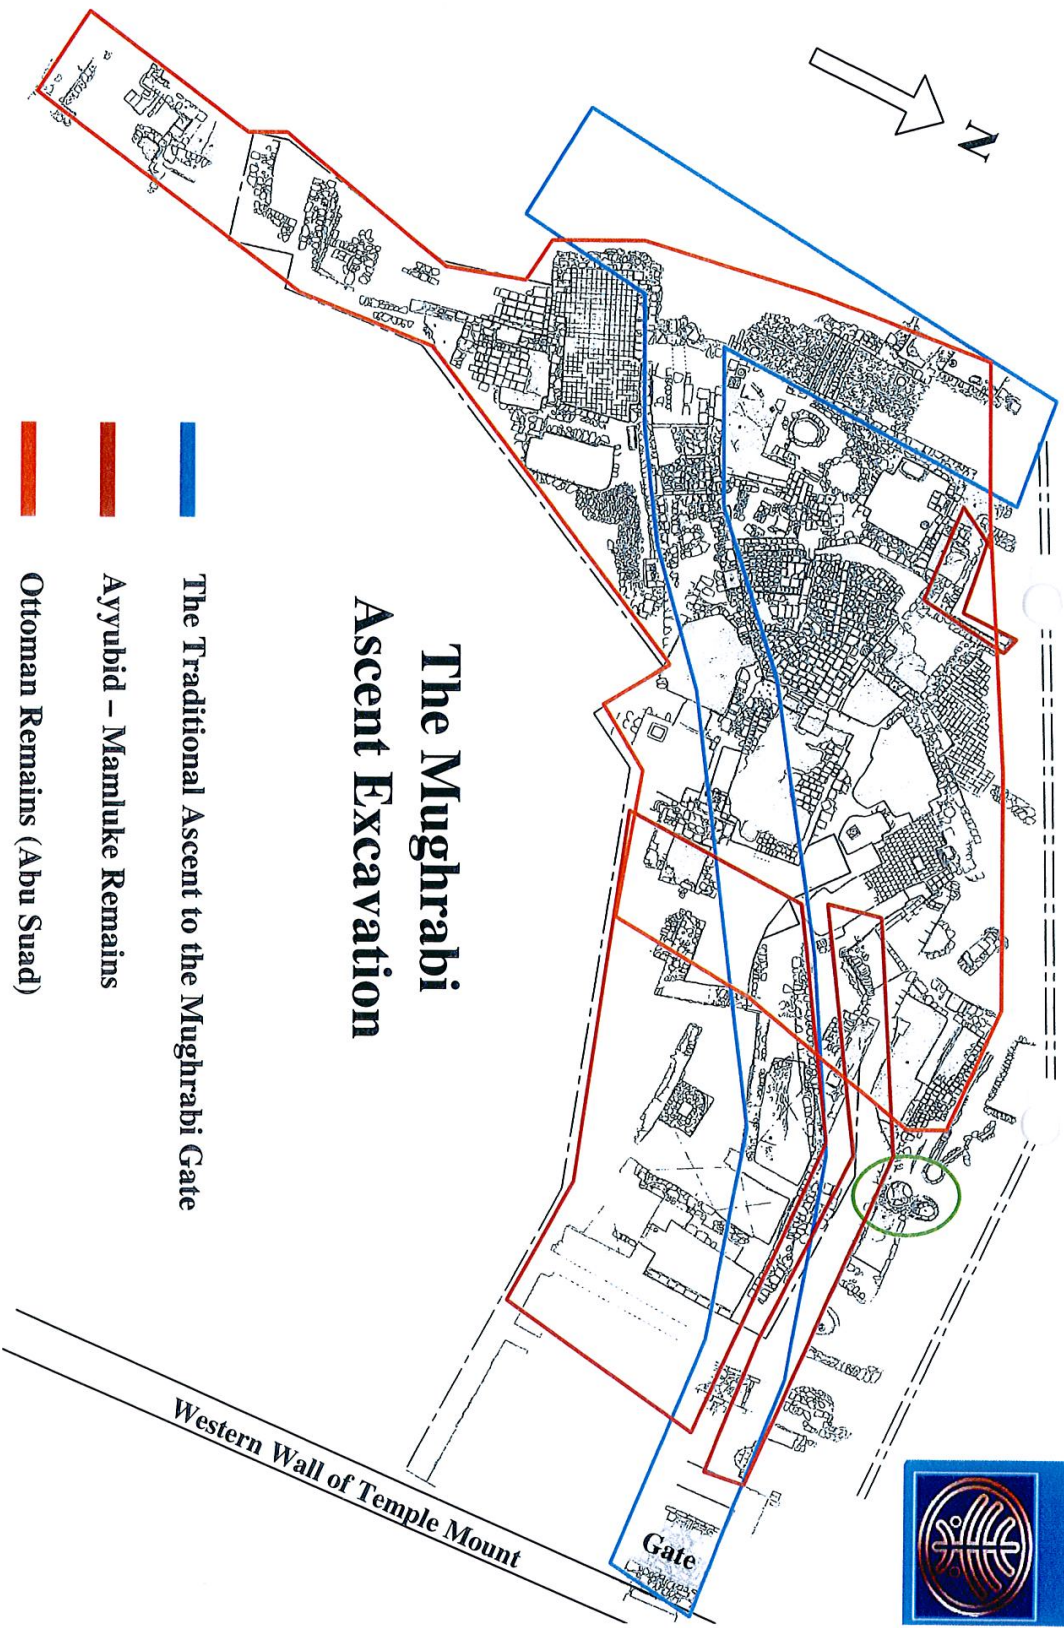 N
The Mughrabi
Ascent Excavation
The Traditional Ascent to the Mughrabi Gate
Ayyubid – Mamluke Remains
Ottoman Remains (Abu Suad)
Western Wall of Temple Mount
Gate